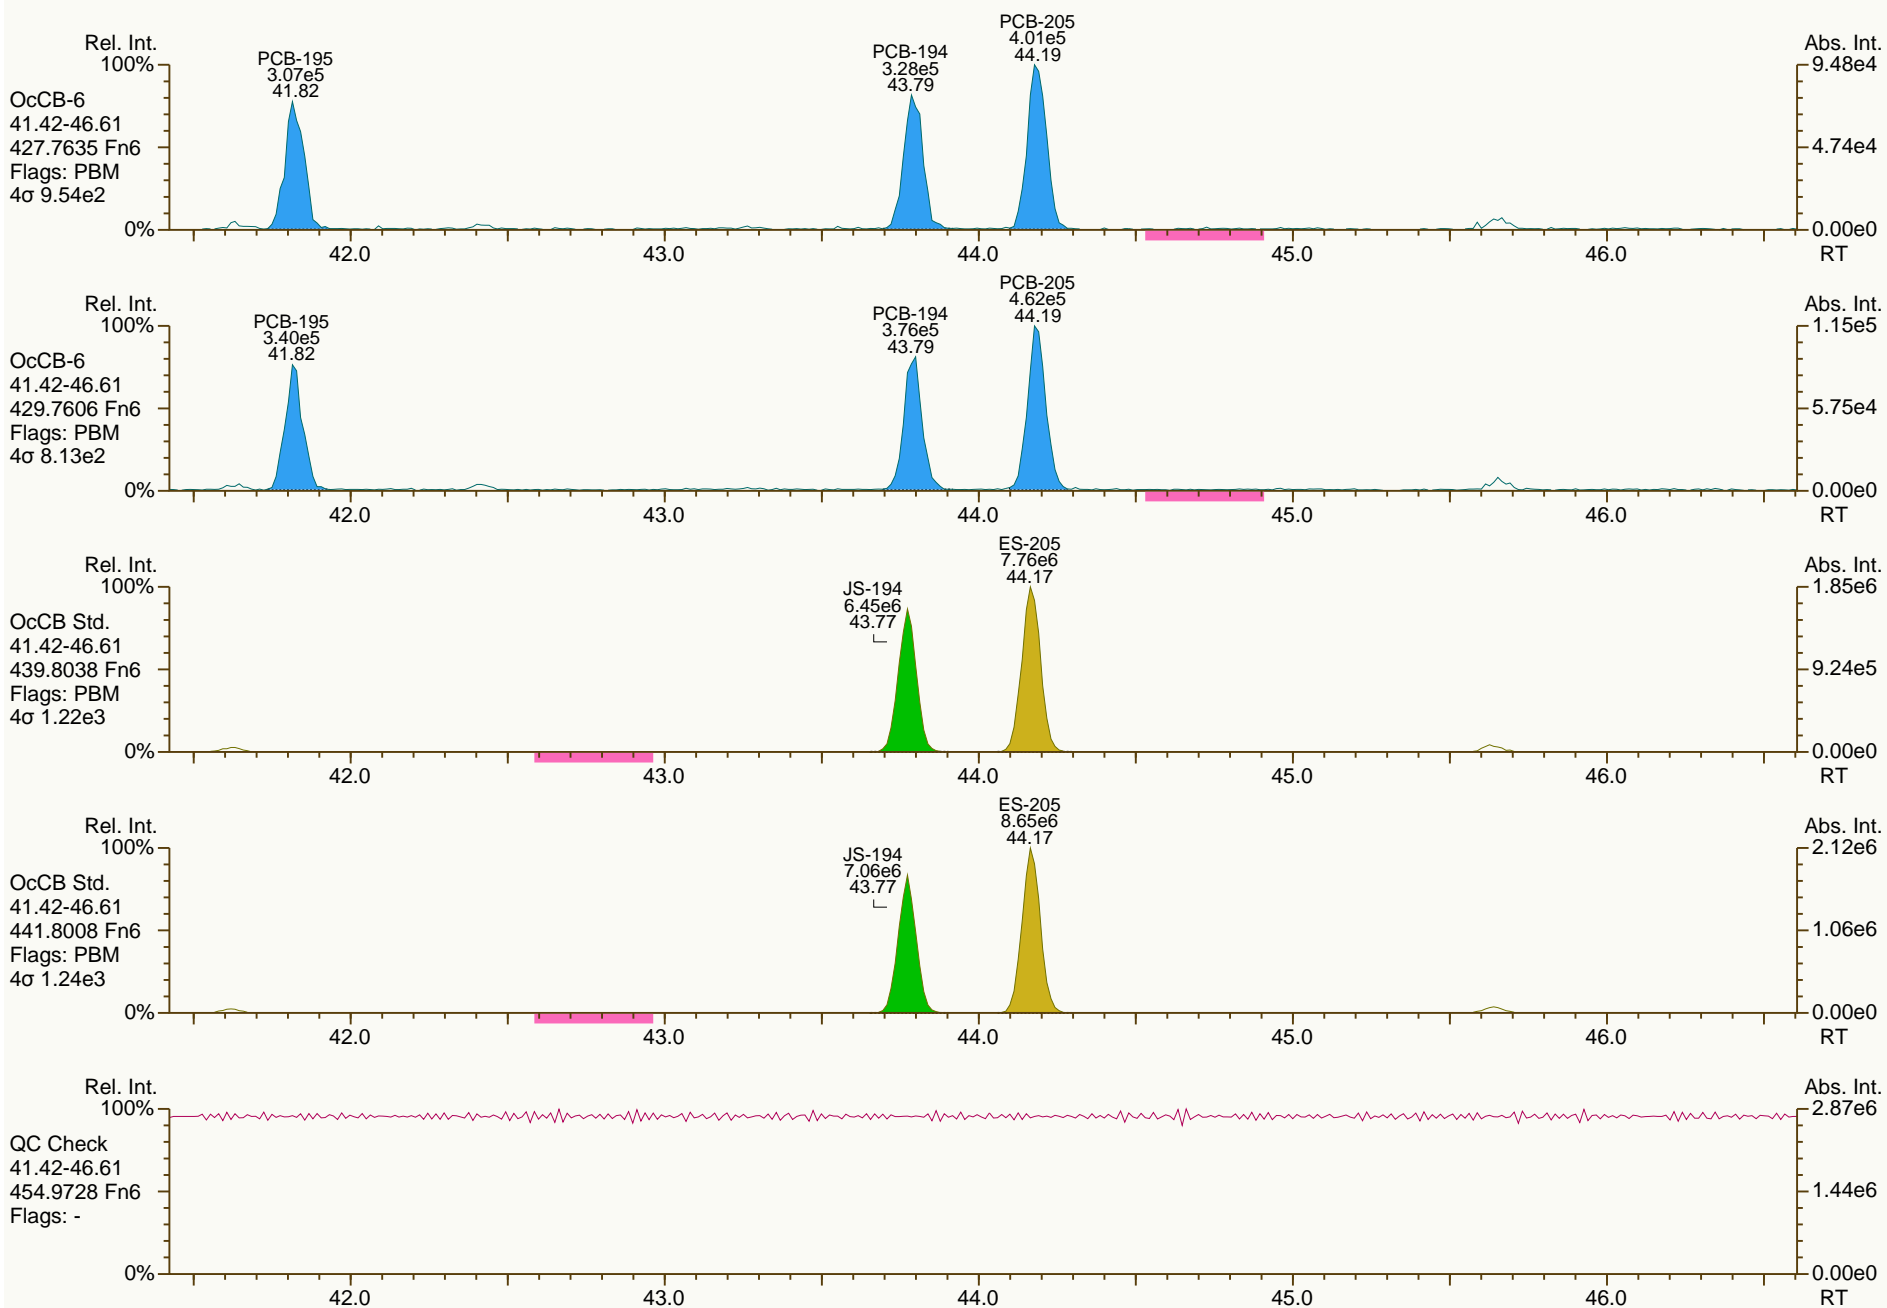 PCB-205
4.01e5
44.19
PCB-194
3.28e5
43.79
PCB-195
3.07e5
41.82
Rel. Int.
Abs. Int.
100%
9.48e4
OcCB-6
41.42-46.61
427.7635 Fn6
Flags: PBM
4σ 9.54e2
4.74e4
0%
0.00e0
42.0 43.0 44.0 45.0 46.0 RT
PCB-205
4.62e5
44.19
PCB-194
3.76e5
43.79
PCB-195
3.40e5
41.82
Rel. Int.
Abs. Int.
100%
1.15e5
OcCB-6
41.42-46.61
429.7606 Fn6
Flags: PBM
4σ 8.13e2
5.75e4
0%
0.00e0
42.0 43.0 44.0 45.0 46.0 RT
ES-205
7.76e6
44.17
JS-194
6.45e6
43.77
Rel. Int.
Abs. Int.
100%
1.85e6
OcCB Std.
41.42-46.61
439.8038 Fn6
Flags: PBM
4σ 1.22e3
9.24e5
0%
0.00e0
42.0 43.0 44.0 45.0 46.0 RT
ES-205
8.65e6
44.17
JS-194
7.06e6
43.77
Rel. Int.
Abs. Int.
100%
2.12e6
OcCB Std.
41.42-46.61
441.8008 Fn6
Flags: PBM
4σ 1.24e3
1.06e6
0%
0.00e0
42.0 43.0 44.0 45.0 46.0 RT
Rel. Int.
Abs. Int.
100%
2.87e6
QC Check
41.42-46.61
454.9728 Fn6
Flags: -
1.44e6
0%
0.00e0
42.0 43.0 44.0 45.0 46.0 RT